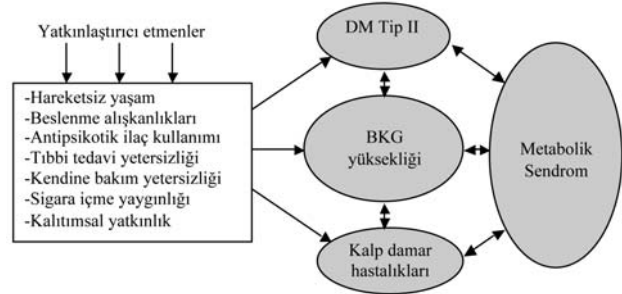 Yatkınlaştırıcı etmenler
-Hareketsiz yaşam
-Beslenme alışkanlıkları
-Antipsikotik ilaç kullanımı
-Tıbbi tedavi yetersizliği
-Kendine bakım yetersizliği
-Sigara içme yaygınlığı
-Kalıtımsal yatkınlık
DM Tip II
BKG
yüksekliği
Kalp damar
hastalıkları
Metabolik
Sendrom